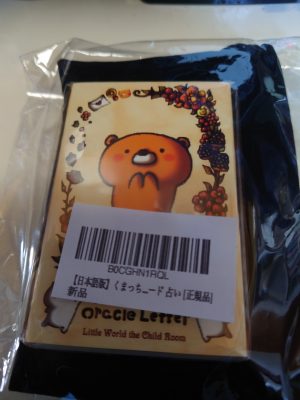 B0CGHN1RQL
【日本語版】くまっちーード 占い [正規品]
新品
Oracle Letter
Little World the Child Room